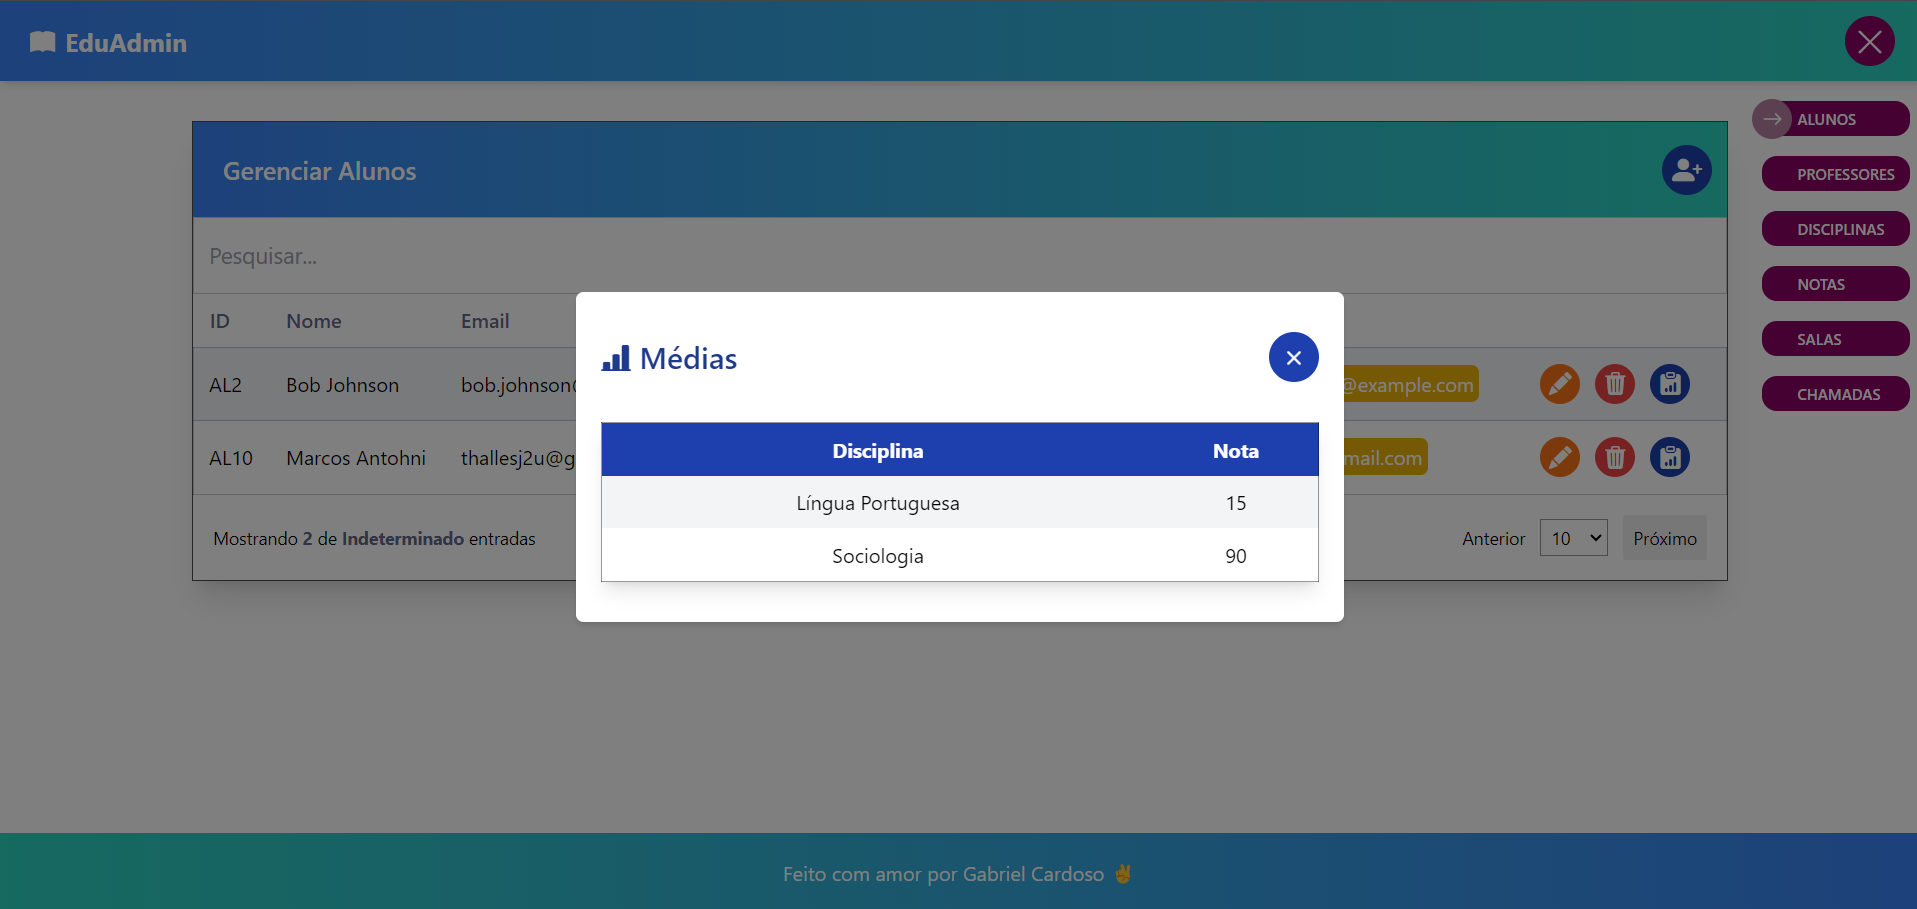 EduAdmin
ALUNOS
PROFESSORES
DISCIPLINAS
NOTAS
SALAS
CHAMADAS
Gerenciar Alunos
Pesquisar...
ID Nome Email
AL2 Bob Johnson bob.johnson @example.com
AL10 Marcos Antohni thallesj2u@g mail.com
Mostrando 2 de Indeterminado entradas
Anterior 10 Próximo
Médias
Disciplina Nota
Língua Portuguesa 15
Sociologia 90
Feito com amor por Gabriel Cardoso ✌